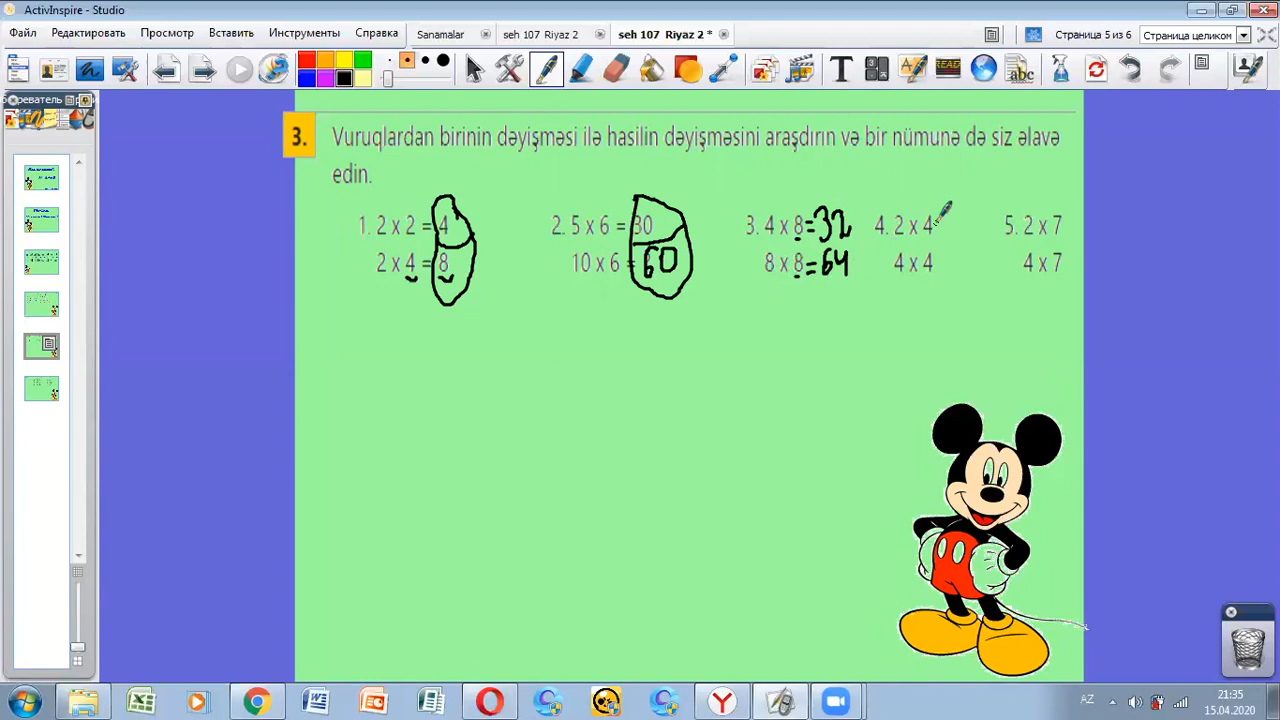 ActivInspire - Studio
Файл Редактировать Просмотр Вставить Инструменты Справка
Sanamalar
seh 107 Riyaz 2
seh 107 Riyaz 2 *
Страница 5 из 6
Страница целиком
3. Vuruqlardan birinin dəyişməsi ilə hasilin dəyişməsini araşdırın və bir nümunə də siz əlavə
edin.
1. 2 x 2 = 4 2. 5 x 6 = 30 3. 4 x 8 = 32 4. 2 x 4 5. 2 x 7
2 x 4 = 8 10 x 6 = 60 8 x 8 = 64 4 x 4 4 x 7
AZ
21:35
15.04.2020